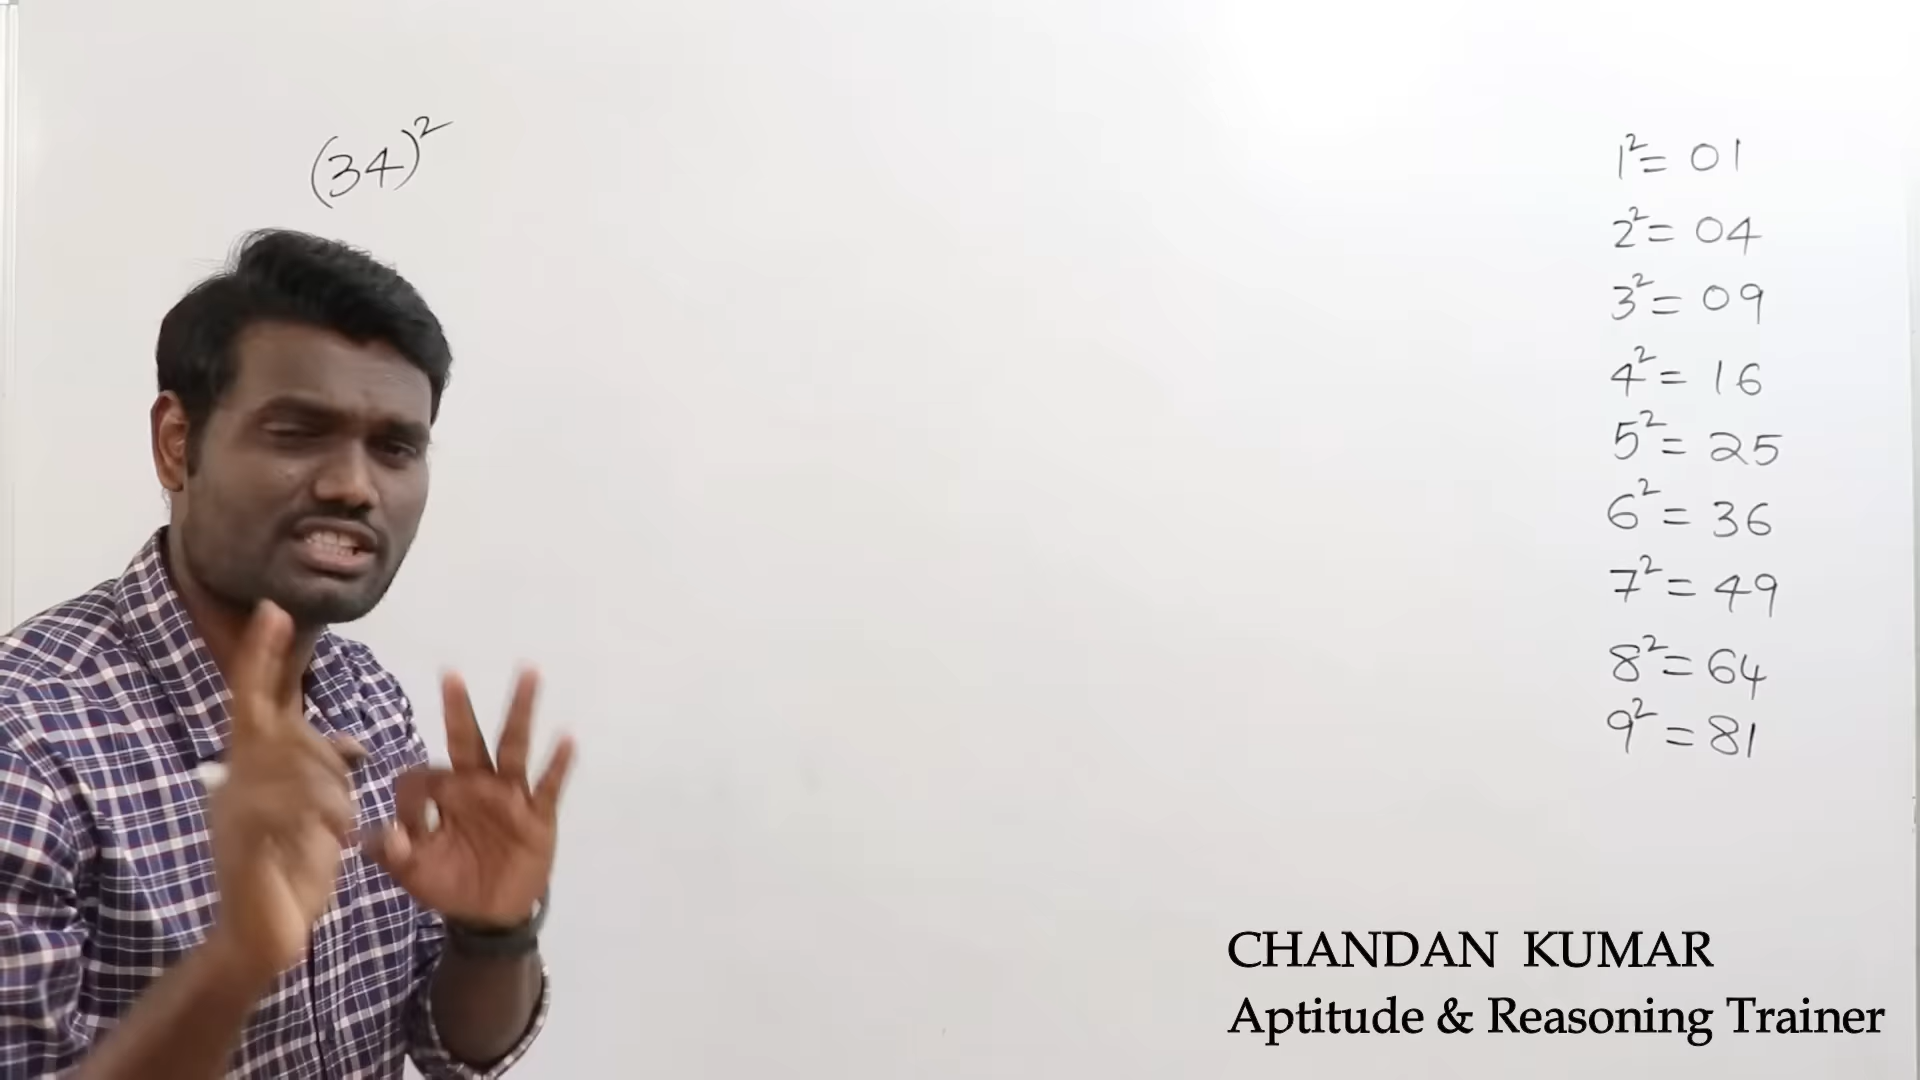 (34)²
1² = 01
2² = 04
3² = 09
4² = 16
5² = 25
6² = 36
7² = 49
8² = 64
9² = 81
CHANDAN KUMAR
Aptitude & Reasoning Trainer